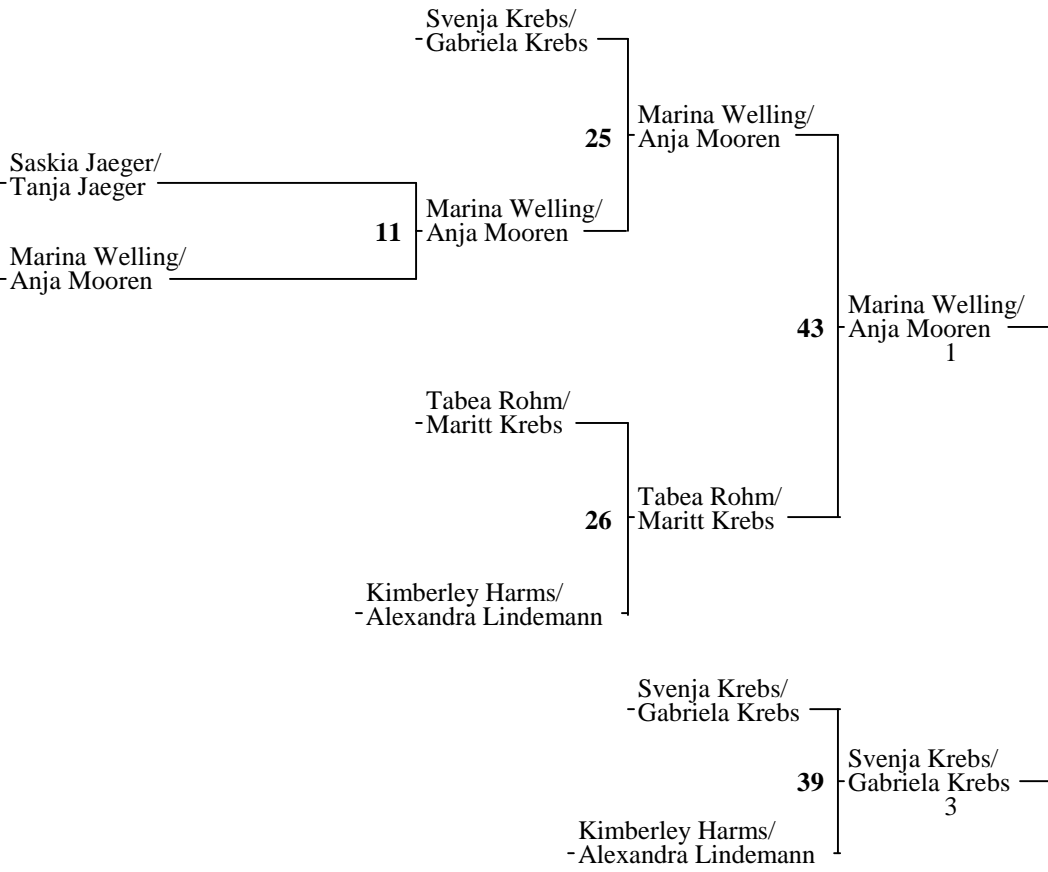 Svenja Krebs/
Gabriela Krebs
Marina Welling/
25
Anja Mooren
Saskia Jaeger/
Tanja Jaeger
Marina Welling/
11
Anja Mooren
Marina Welling/
Anja Mooren
Marina Welling/
43
Anja Mooren
1
Tabea Rohm/
Maritt Krebs
Tabea Rohm/
26
Maritt Krebs
Kimberley Harms/
Alexandra Lindemann
Svenja Krebs/
Gabriela Krebs
Svenja Krebs/
39
Gabriela Krebs
3
Kimberley Harms/
Alexandra Lindemann